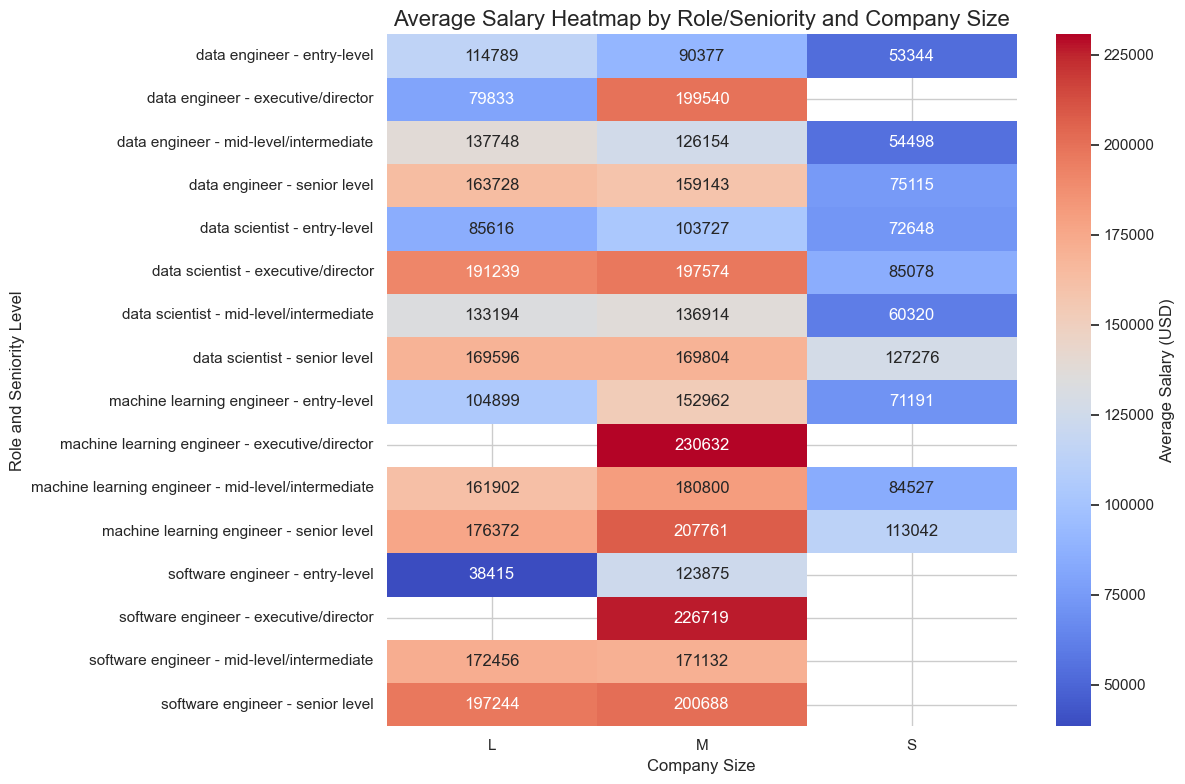 Average Salary Heatmap by Role/Seniority and Company Size
Role and Seniority Level
data engineer - entry-level 114789 90377 53344
data engineer - executive/director 79833 199540
data engineer - mid-level/intermediate 137748 126154 54498
data engineer - senior level 163728 159143 75115
data scientist - entry-level 85616 103727 72648
data scientist - executive/director 191239 197574 85078
data scientist - mid-level/intermediate 133194 136914 60320
data scientist - senior level 169596 169804 127276
machine learning engineer - entry-level 104899 152962 71191
machine learning engineer - executive/director 230632
machine learning engineer - mid-level/intermediate 161902 180800 84527
machine learning engineer - senior level 176372 207761 113042
software engineer - entry-level 38415 123875
software engineer - executive/director 226719
software engineer - mid-level/intermediate 172456 171132
software engineer - senior level 197244 200688
L M S
Company Size
225000
200000
175000
150000
125000
100000
75000
50000
Average Salary (USD)